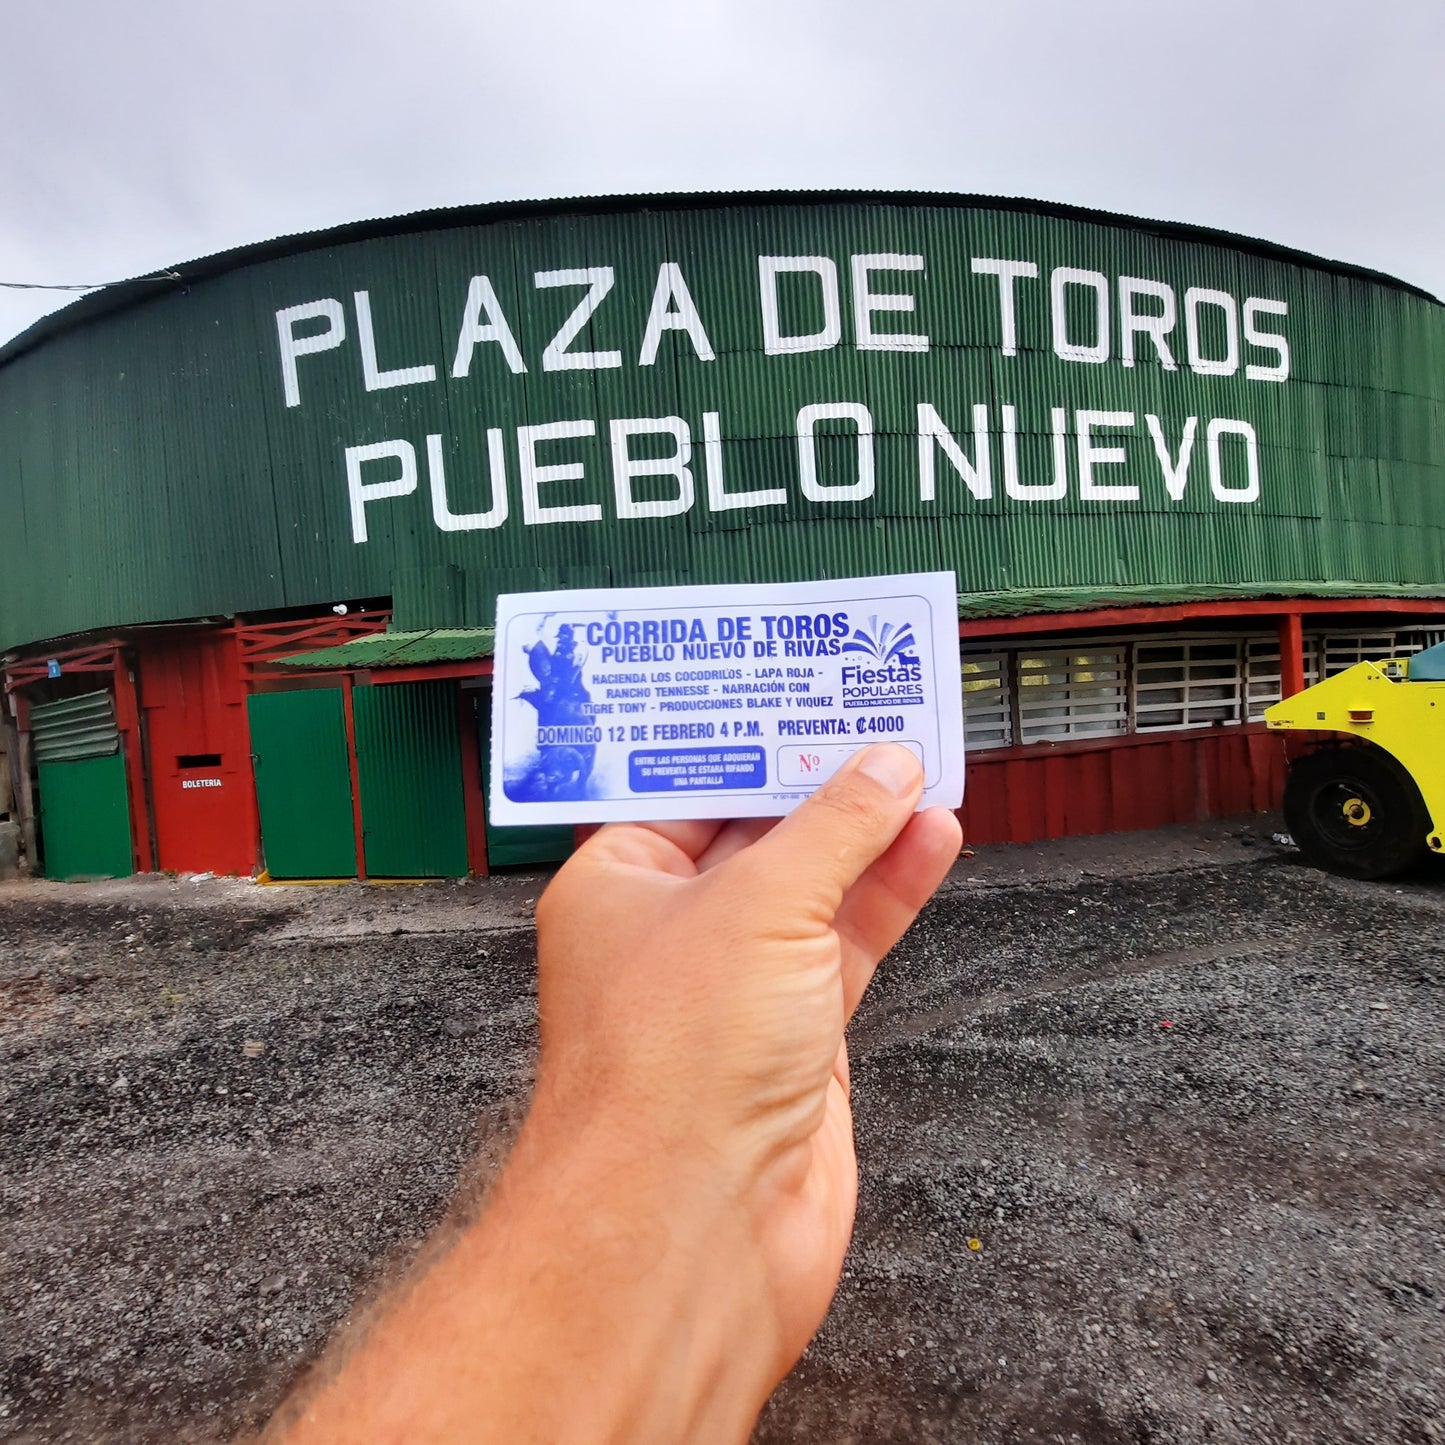 PLAZA DE TOROS
PUEBLO NUEVO
BOLETERIA
CORRIDA DE TOROS
PUEBLO NUEVO DE RIVAS
HACIENDA LOS COCODRILOS - LAPA ROJA -
RANCHO TENNESSE - NARRACIÓN CON
TIGRE TONY - PRODUCCIONES BLAKE Y VIQUEZ
Fiestas
POPULARES
PUEBLO NUEVO DE RIVAS
DOMINGO 12 DE FEBRERO 4 P.M. PREVENTA: ₡4000
ENTRE LAS PERSONAS QUE ADQUIERAN
SU PREVENTA SE ESTARA RIFANDO
UNA PANTALLA
Nº